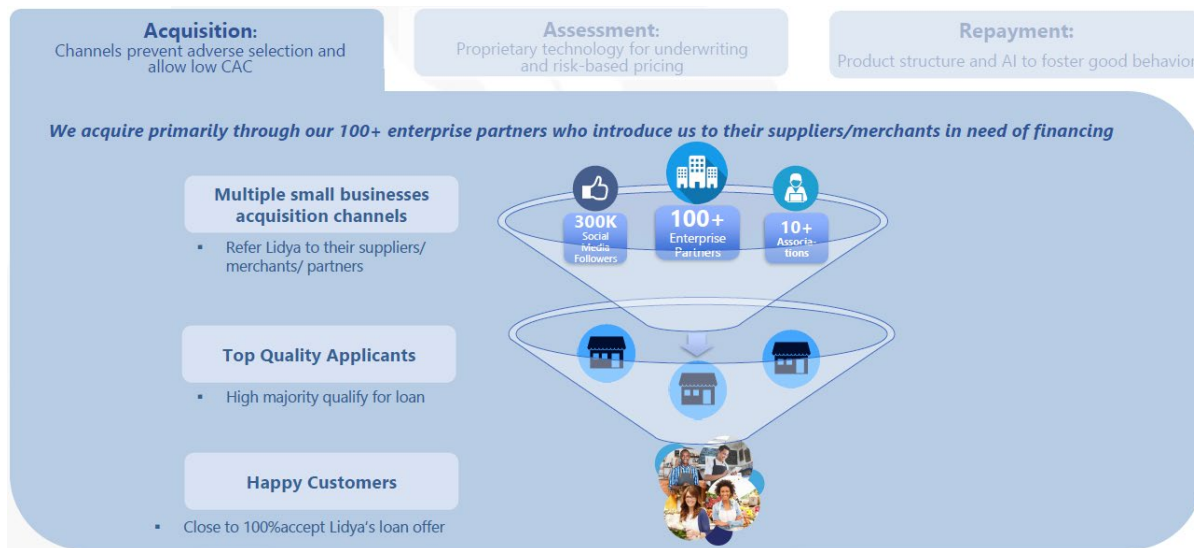 Acquisition:
Channels prevent adverse selection and
allow low CAC
Assessment:
Proprietary technology for underwriting
and risk-based pricing
Repayment:
Product structure and AI to foster good behavior
We acquire primarily through our 100+ enterprise partners who introduce us to their suppliers/merchants in need of financing
Multiple small businesses
acquisition channels
▪ Refer Lidya to their suppliers/
merchants/ partners
300K
Social
Media
Followers
100+
Enterprise
Partners
10+
Associa-
tions
Top Quality Applicants
▪ High majority qualify for loan
Happy Customers
▪ Close to 100%accept Lidya's loan offer